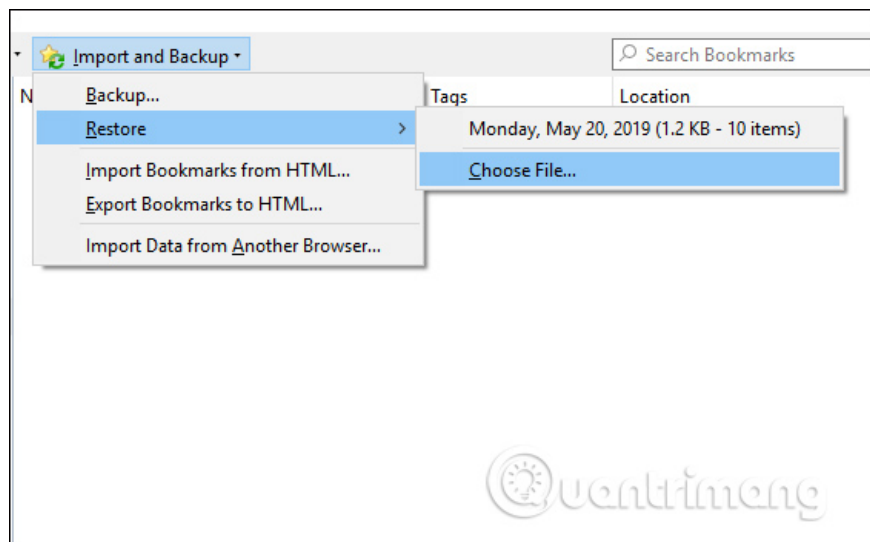 Import and Backup
Search Bookmarks
N
Tags
Location
Backup...
Restore
Monday, May 20, 2019 (1.2 KB - 10 items)
Choose File...
Import Bookmarks from HTML...
Export Bookmarks to HTML...
Import Data from Another Browser...
Quantrimang